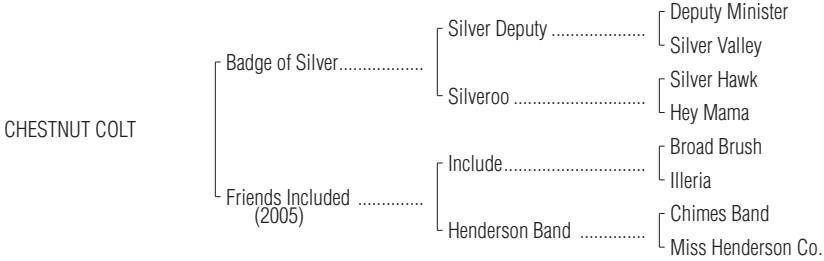 Deputy Minister
Silver Deputy .....................
Silver Valley
Badge of Silver..................
Silver Hawk
Silveroo .............................
Hey Mama
CHESTNUT COLT
Broad Brush
Include...............................
Illeria
Friends Included ..............
(2005)
Chimes Band
Henderson Band ..............
Miss Henderson Co.